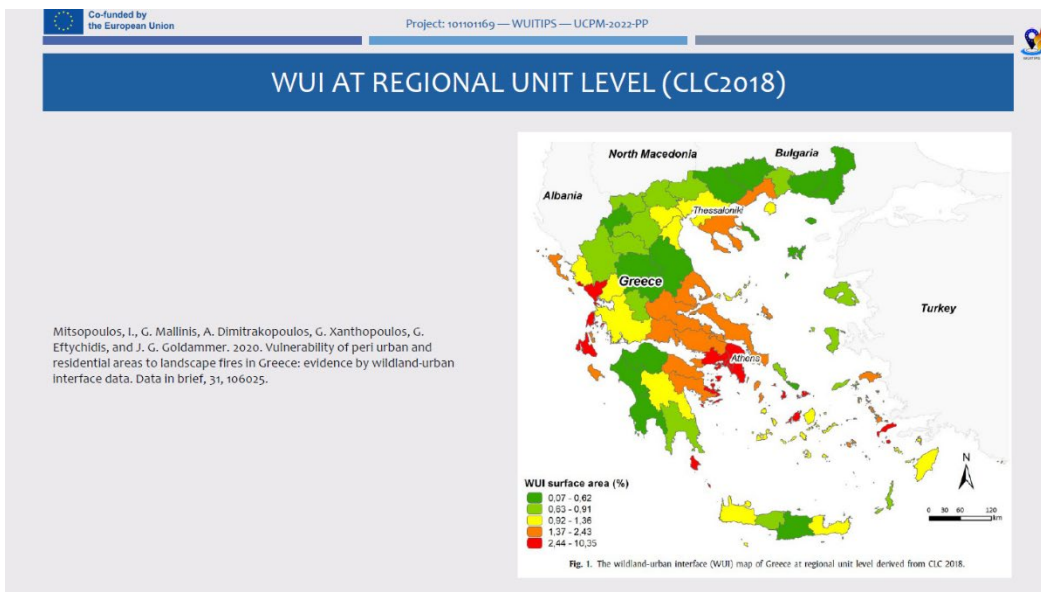 Co-funded by
the European Union
Project: 101101169 — WUITIPS — UCPM-2022-PP
WUITIPS
WUI AT REGIONAL UNIT LEVEL (CLC2018)
Mitsopoulos, I., G. Mallinis, A. Dimitrakopoulos, G. Xanthopoulos, G.
Eftychidis, and J. G. Goldammer. 2020. Vulnerability of peri urban and
residential areas to landscape fires in Greece: evidence by wildland-urban
interface data. Data in brief, 31, 106025.
North Macedonia
Bulgaria
Albania
Thessaloniki
Greece
Turkey
Athens
N
WUI surface area (%)
0,07 - 0,62
0,63 - 0,91
0,92 - 1,36
1,37 - 2,43
2,44 - 10,35
0 30 60 120
km
Fig. 1. The wildland-urban interface (WUI) map of Greece at regional unit level derived from CLC 2018.